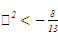 □² < -8/13